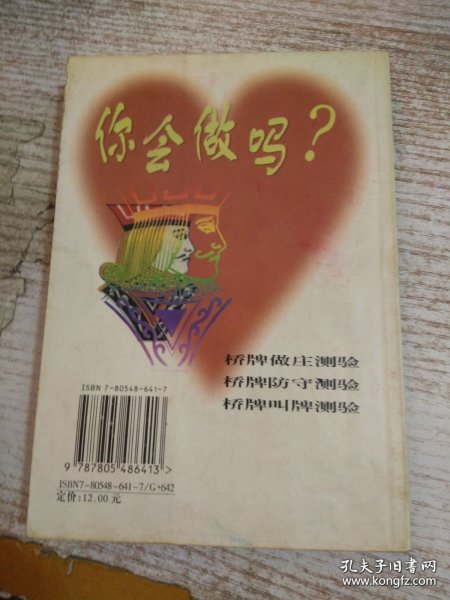 你会做吗?
桥牌做庄测验
桥牌防守测验
桥牌叫牌测验
ISBN 7-80548-641-7
9 787805 486413 >
ISBN7-80548-641-7/G·642
定价:12.00 元
孔夫子旧书网
www.kongfz.com